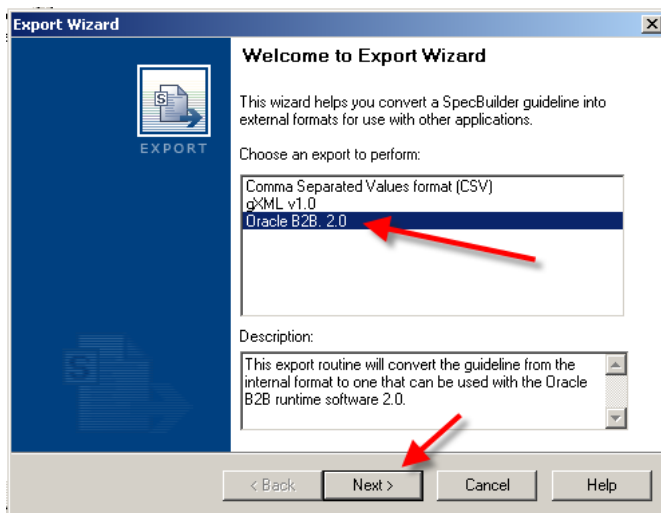 Export Wizard
Welcome to Export Wizard
This wizard helps you convert a SpecBuilder guideline into
external formats for use with other applications.
EXPORT
Choose an export to perform:
Comma Separated Values format (CSV)
gXML v1.0
Oracle B2B. 2.0
Description:
This export routine will convert the guideline from the
internal format to one that can be used with the Oracle
B2B runtime software 2.0.
< Back
Next >
Cancel
Help